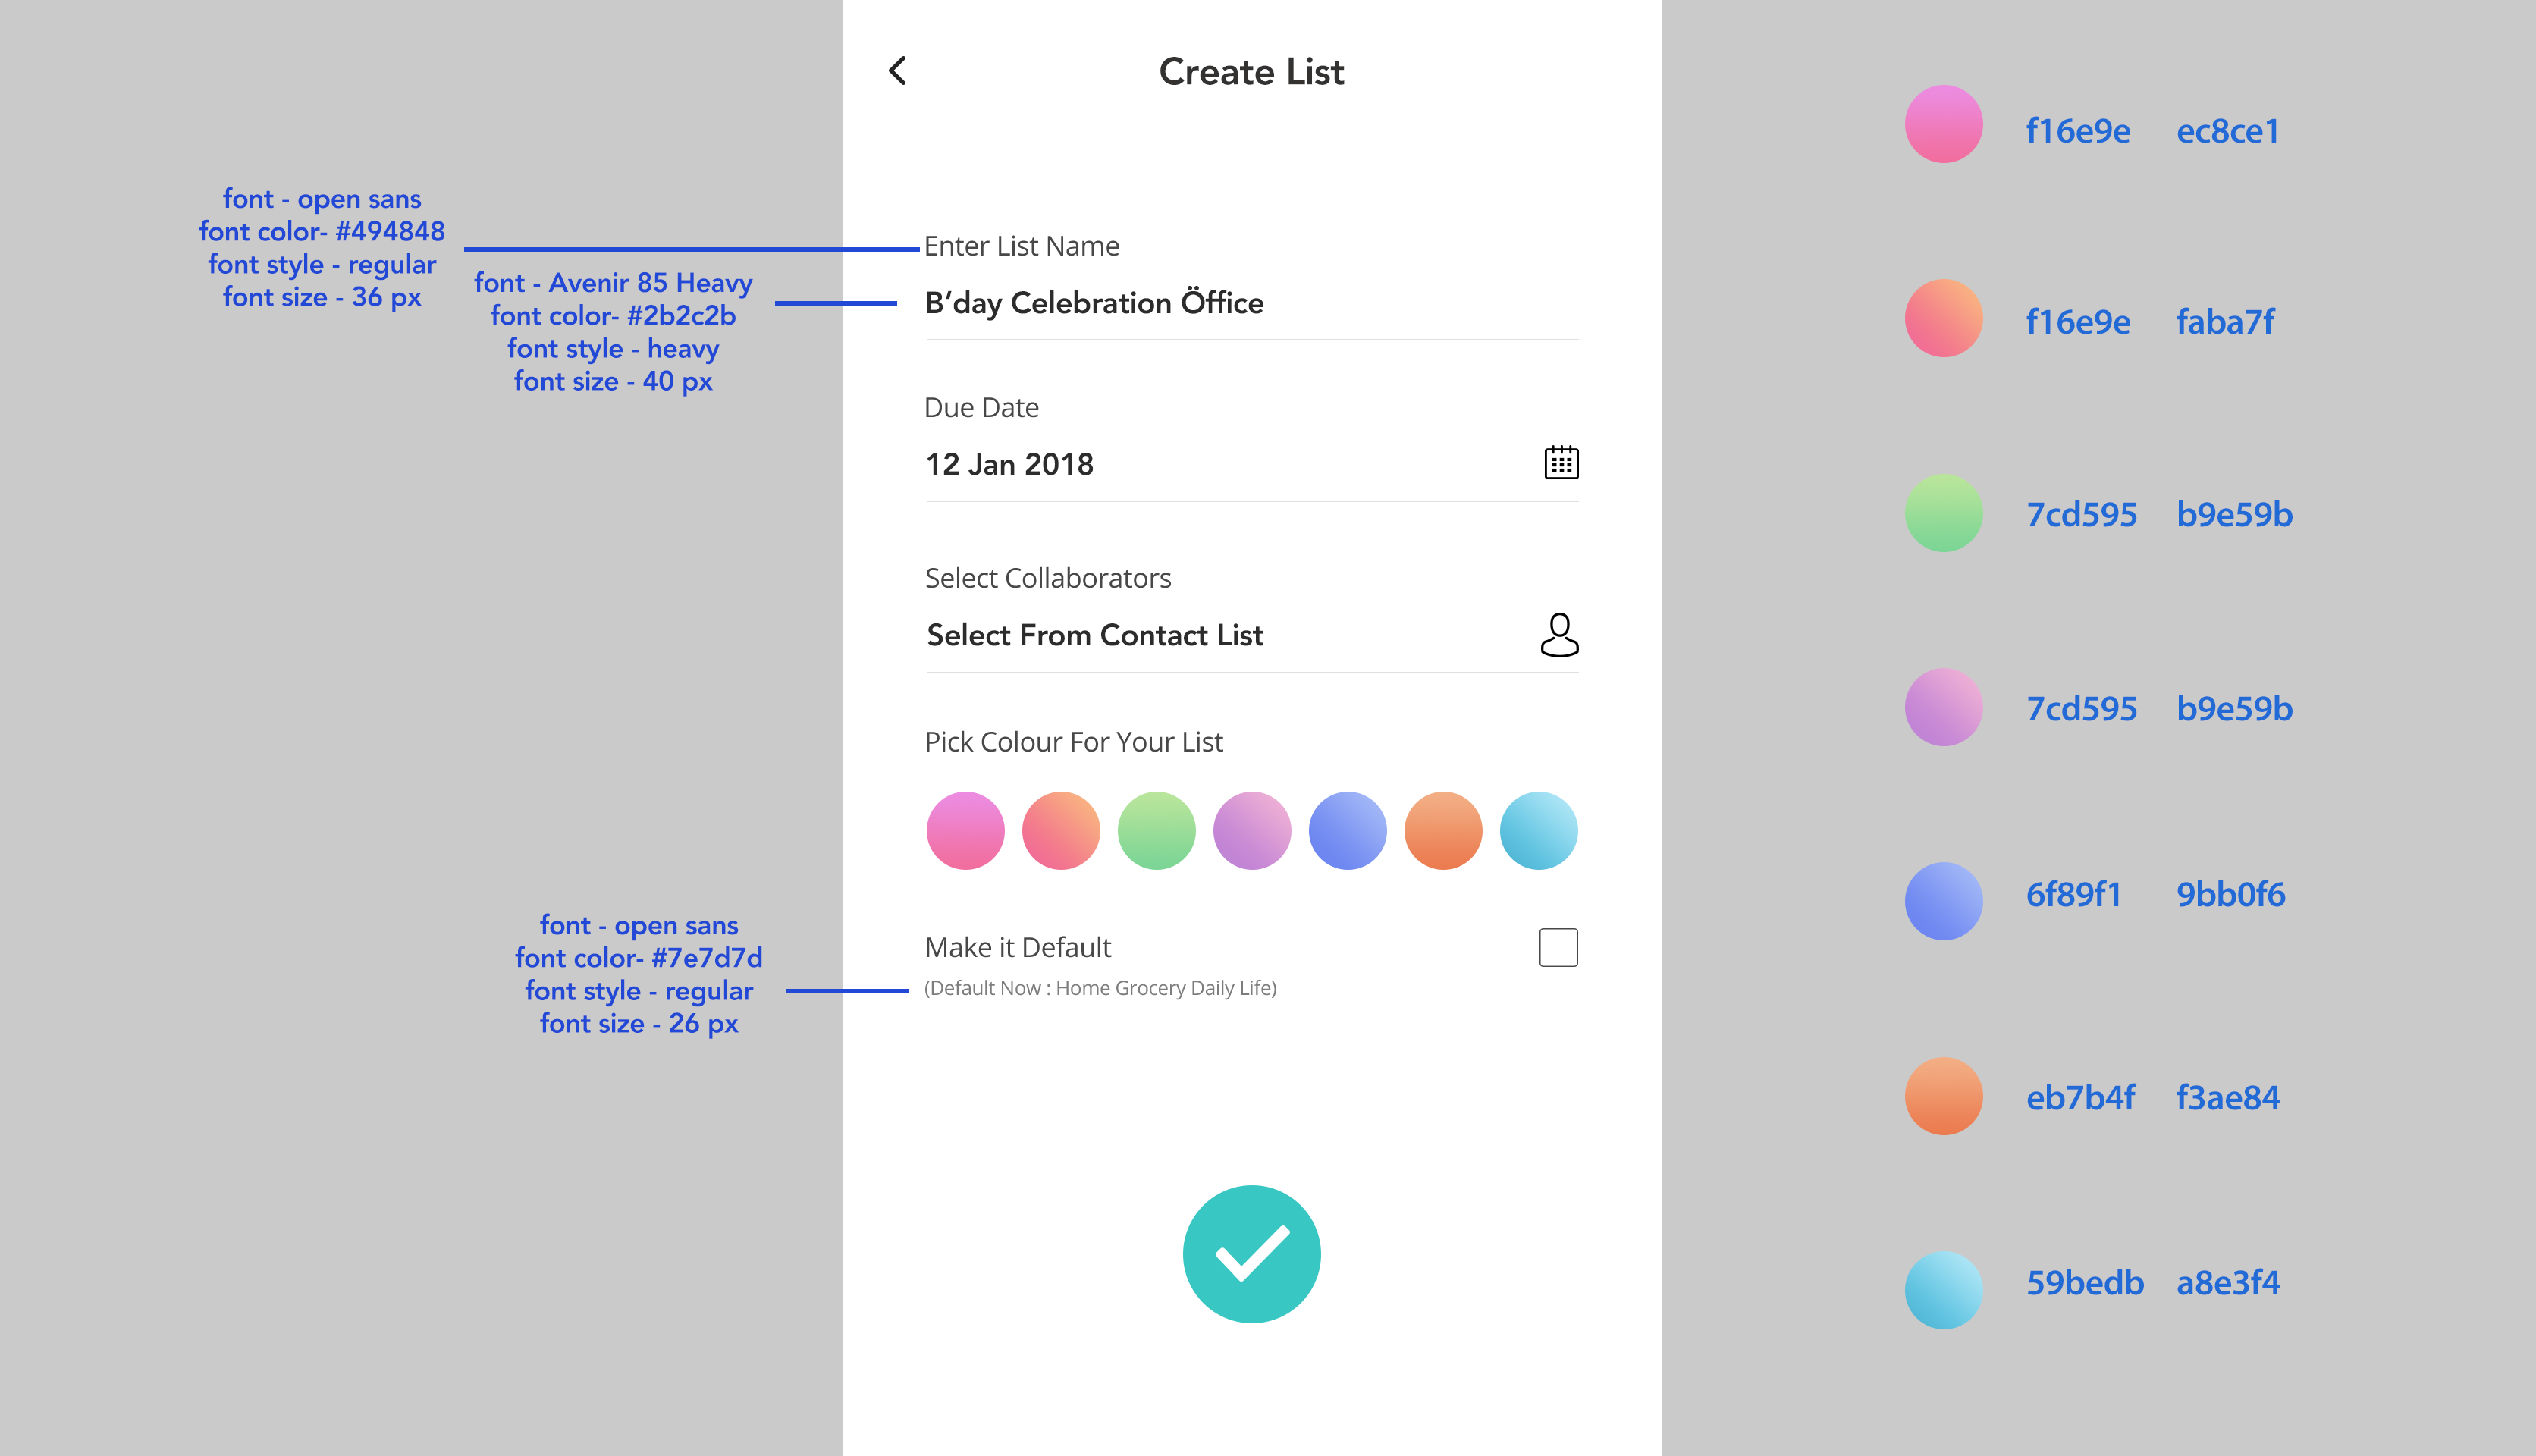 Create List
font - open sans
font color- #494848
font style - regular
font size - 36 px
font - Avenir 85 Heavy
font color- #2b2c2b
font style - heavy
font size - 40 px
Enter List Name
B‘day Celebration Öffice
Due Date
12 Jan 2018
Select Collaborators
Select From Contact List
Pick Colour For Your List
font - open sans
font color- #7e7d7d
font style - regular
font size - 26 px
Make it Default
(Default Now : Home Grocery Daily Life)
f16e9e ec8ce1
f16e9e faba7f
7cd595 b9e59b
7cd595 b9e59b
6f89f1 9bb0f6
eb7b4f f3ae84
59bedb a8e3f4